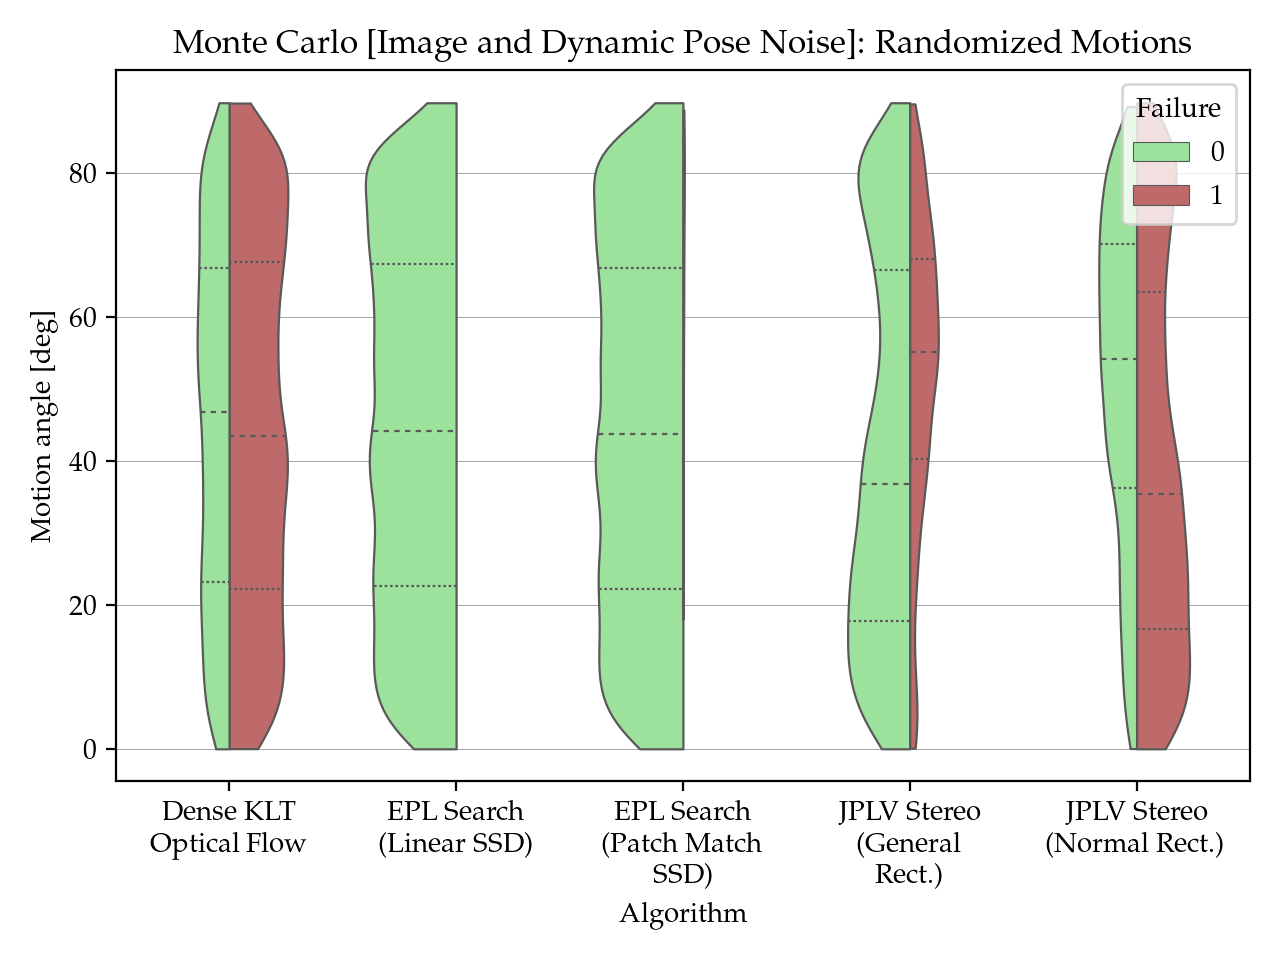 Monte Carlo [Image and Dynamic Pose Noise]: Randomized Motions
Failure
0
1
80
60
40
20
0
Motion angle [deg]
Dense KLT
Optical Flow
EPL Search
(Linear SSD)
EPL Search
(Patch Match
SSD)
JPLV Stereo
(General
Rect.)
JPLV Stereo
(Normal Rect.)
Algorithm